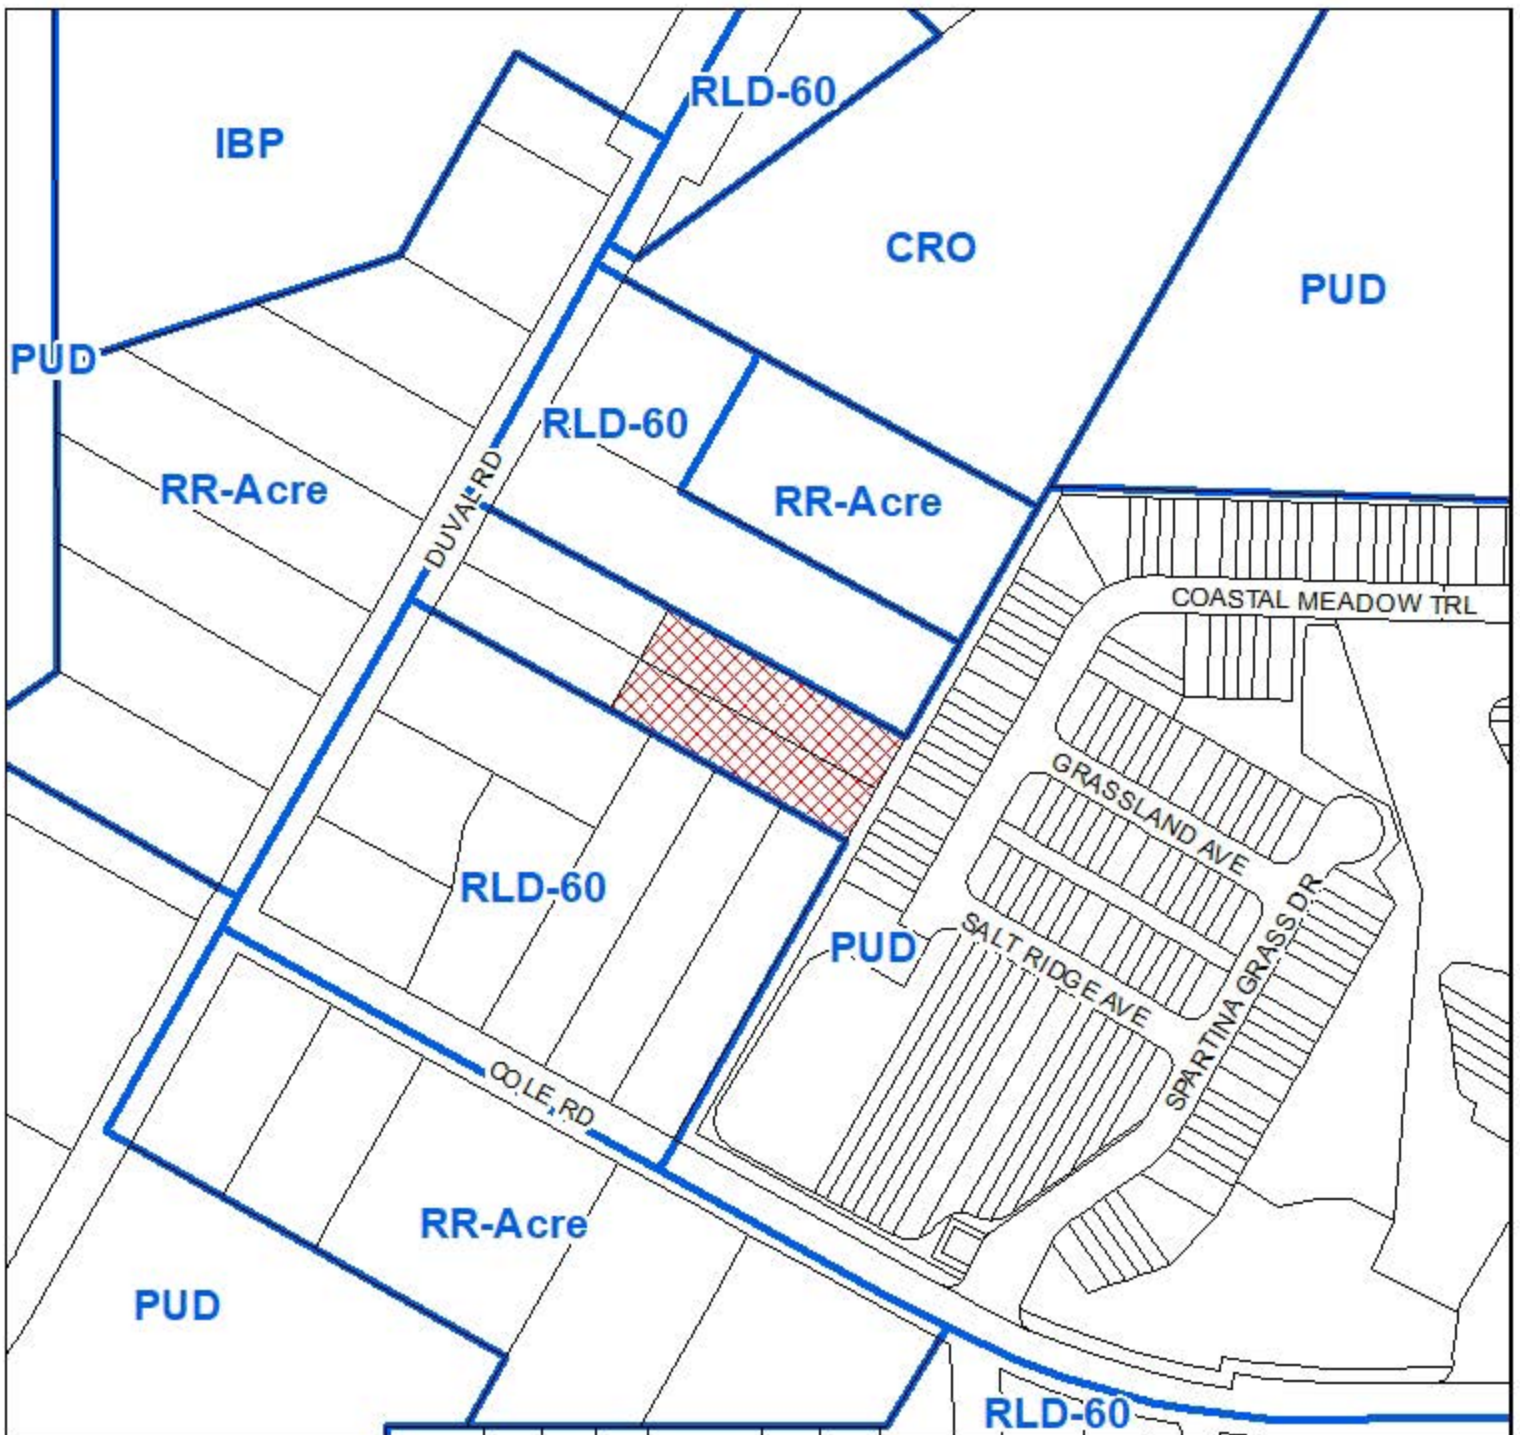 RLD-60
IBP
CRO
PUD
PUD
RLD-60
RR-Acre
RR-Acre
DUVAL RD
COASTAL MEADOW TRL
GRASSLAND AVE
RLD-60
PUD
SALT RIDGE AVE
SPARTINA GRASS DR
COLE RD
RR-Acre
PUD
RLD-60